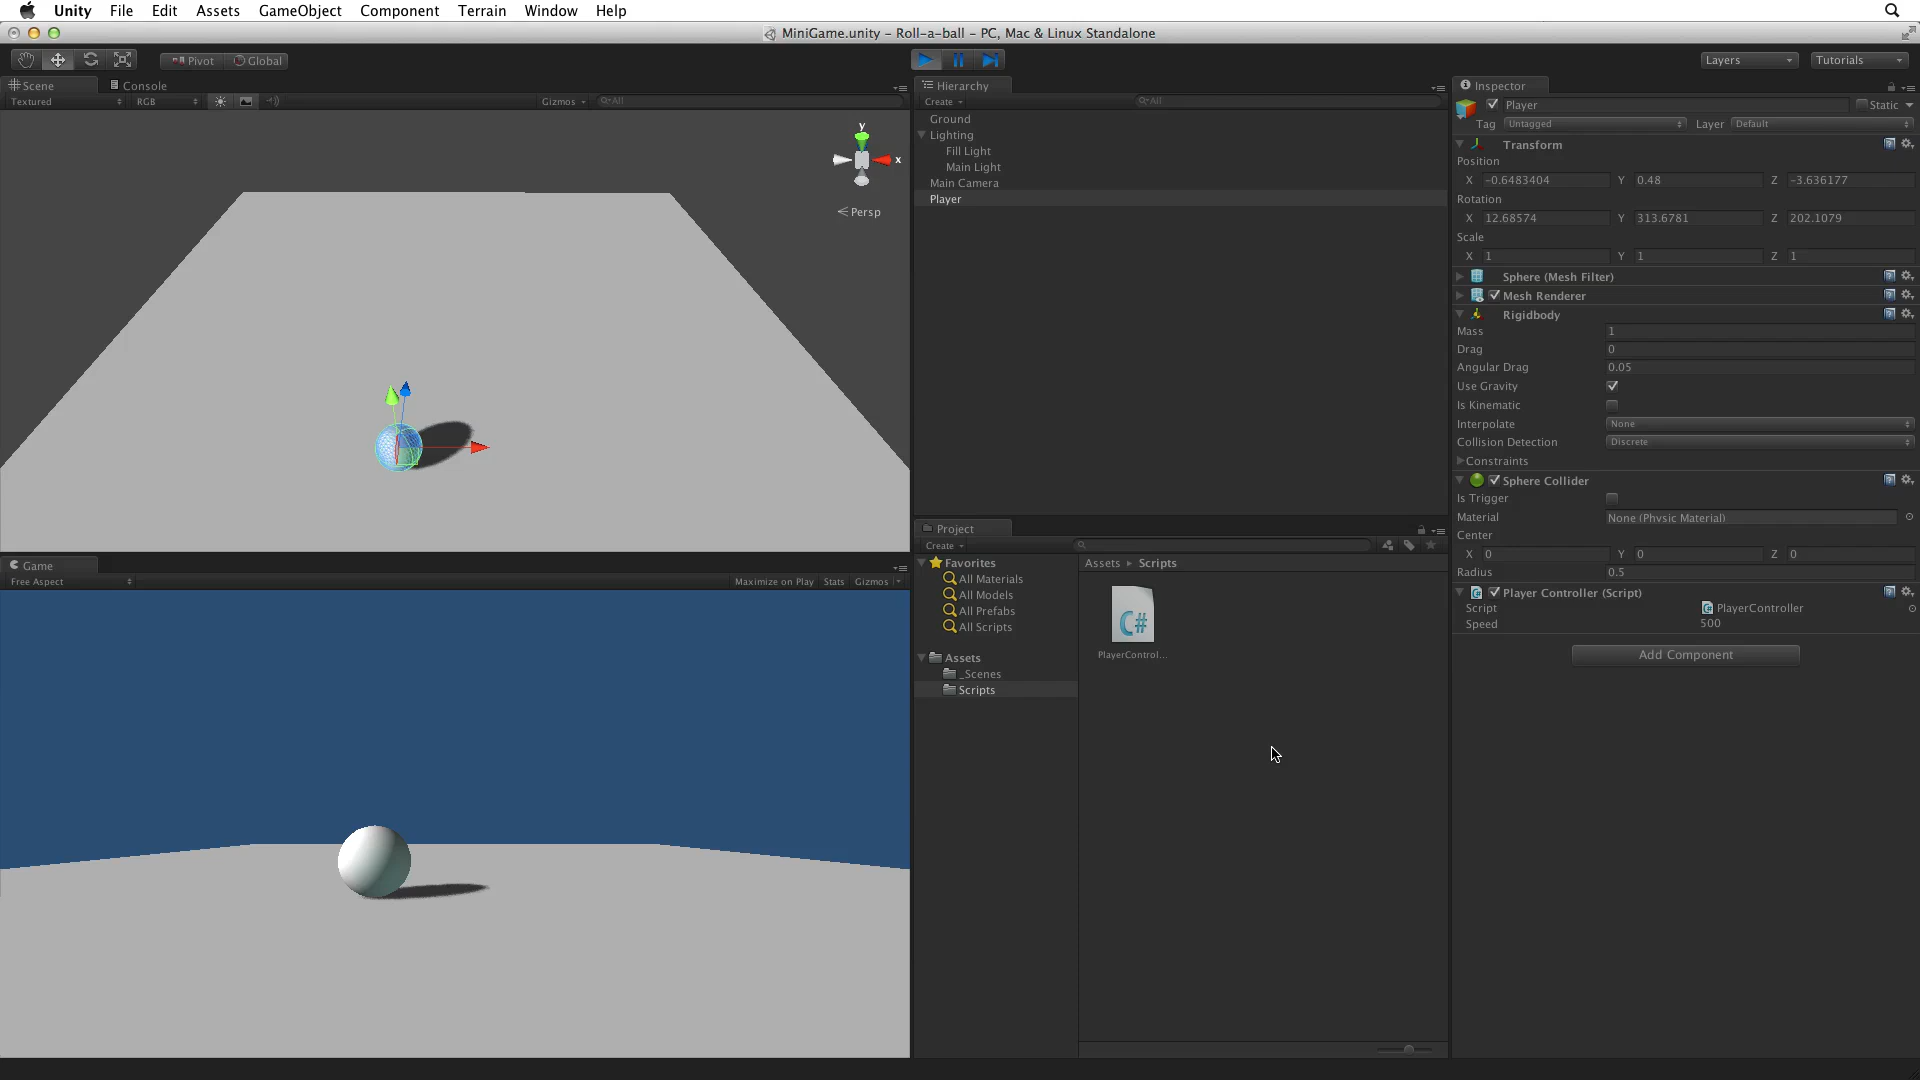 Unity File Edit Assets GameObject Component Terrain Window Help
MiniGame.unity – Roll-a-ball – PC, Mac & Linux Standalone
Pivot Global
Layers Tutorials
Scene Console
Textured RGB Gizmos All
y
x
Persp
Game
Free Aspect Maximize on Play Stats Gizmos
Hierarchy
Create All
Ground
Lighting
Fill Light
Main Light
Main Camera
Player
Project
Create
Favorites
All Materials
All Models
All Prefabs
All Scripts
Assets
_Scenes
Scripts
Assets ▸ Scripts
C#
PlayerControl...
Inspector
Player Static
Tag Untagged Layer Default
Transform
Position
X -0.6483404 Y 0.48 Z -3.636177
Rotation
X 12.68574 Y 313.6781 Z 202.1079
Scale
X 1 Y 1 Z 1
Sphere (Mesh Filter)
Mesh Renderer
Rigidbody
Mass 1
Drag 0
Angular Drag 0.05
Use Gravity
Is Kinematic
Interpolate None
Collision Detection Discrete
Constraints
Sphere Collider
Is Trigger
Material None (Physic Material)
Center
X 0 Y 0 Z 0
Radius 0.5
Player Controller (Script)
Script PlayerController
Speed 500
Add Component